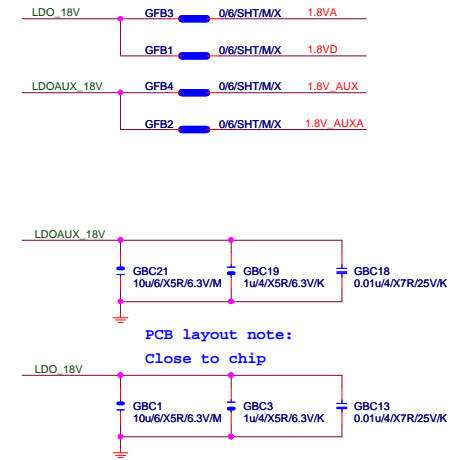 LDO_18V GFB3 0/6/SHT/M/X 1.8VA
GFB1 0/6/SHT/M/X 1.8VD
LDOAUX_18V GFB4 0/6/SHT/M/X 1.8V_AUX
GFB2 0/6/SHT/M/X 1.8V_AUXA
LDOAUX_18V
GBC21 GBC19 GBC18
10u/6/X5R/6.3V/M 1u/4/X5R/6.3V/K 0.01u/4/X7R/25V/K
PCB layout note:
Close to chip
LDO_18V
GBC1 GBC3 GBC13
10u/6/X5R/6.3V/M 1u/4/X5R/6.3V/K 0.01u/4/X7R/25V/K